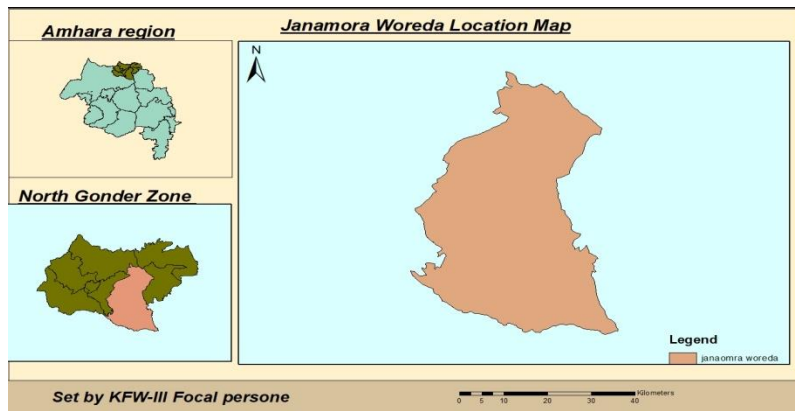 Amhara region
Janamora Woreda Location Map
N
North Gonder Zone
Legend
janaomra woreda
Set by KFW-III Focal persone
Kilometers
0 5 10 20 30 40